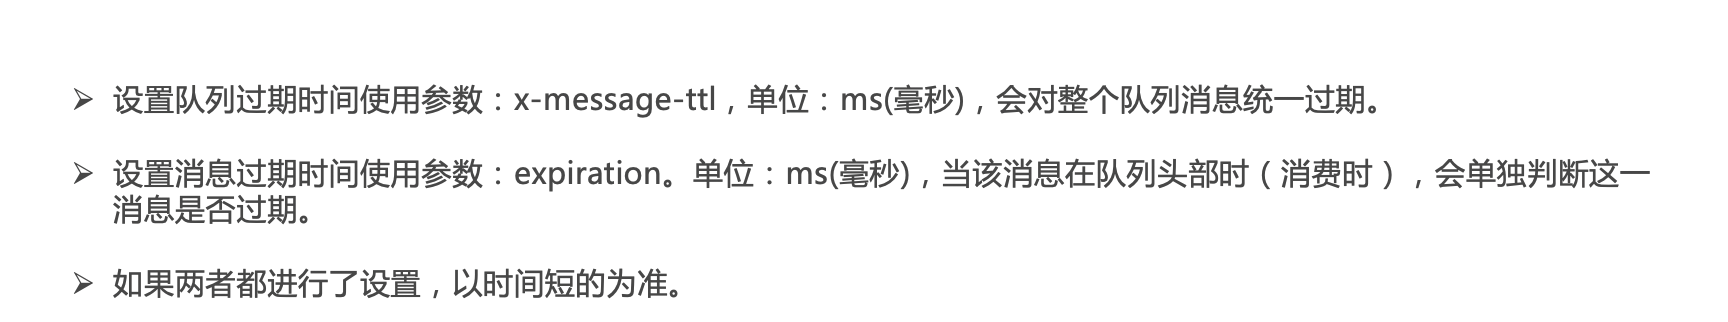 ➢ 设置队列过期时间使用参数：x-message-ttl，单位：ms(毫秒)，会对整个队列消息统一过期。
➢ 设置消息过期时间使用参数：expiration。单位：ms(毫秒)，当该消息在队列头部时（消费时），会单独判断这一
消息是否过期。
➢ 如果两者都进行了设置，以时间短的为准。